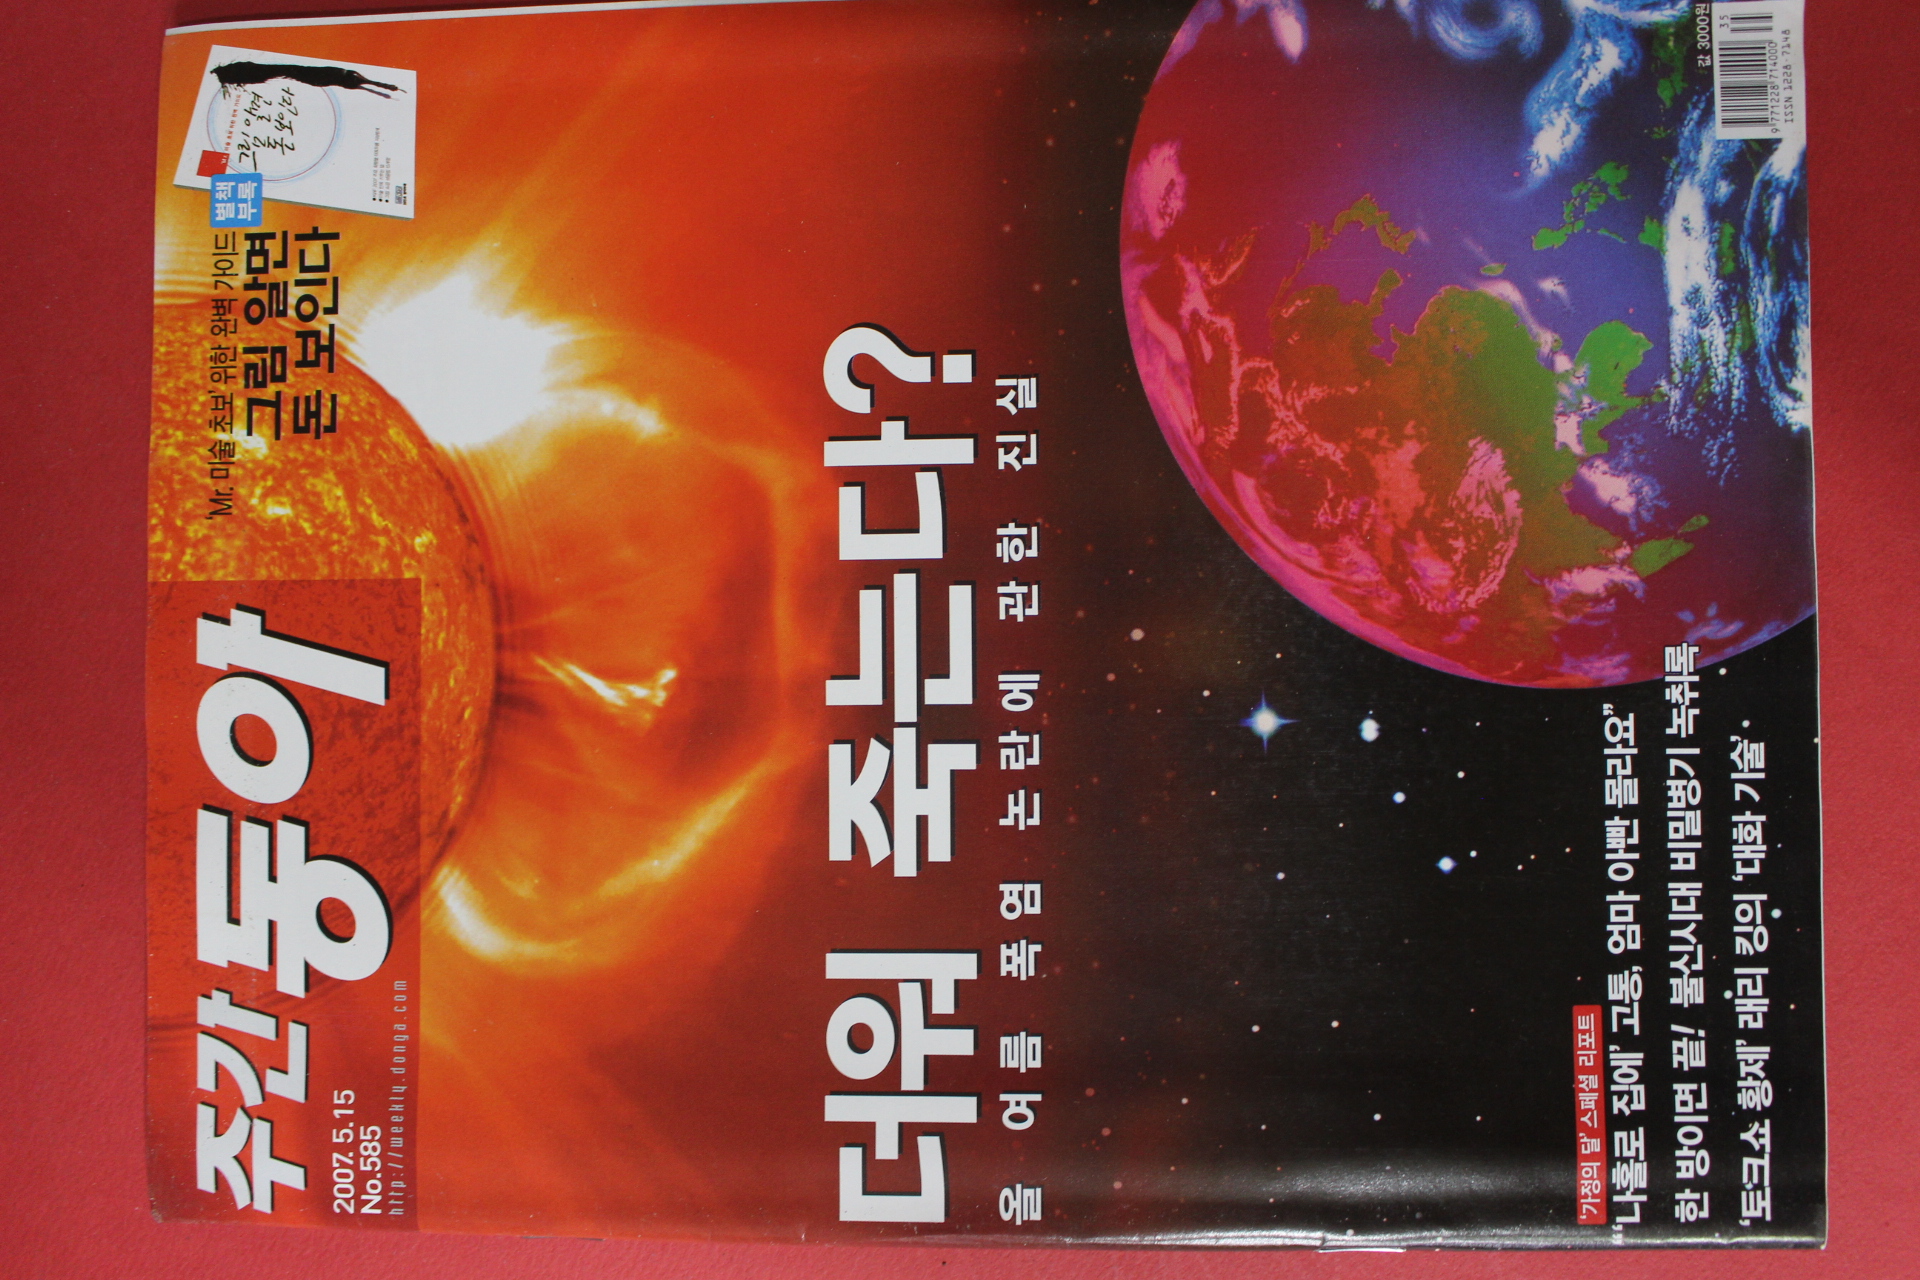 주간동아
2007. 5. 15
No.585
http://weekly.donga.com
'Mr. 미술 초보' 위한 완벽 가이드
그림 알면
돈 보인다
별책
부록
더워 죽는다?
올 여름 폭염 논란에 관한 진실
'가정의 달' 스페셜 리포트
"'나홀로 집에' 고통, 엄마 아빤 몰라요"
한 방이면 끝! 불신시대 비밀병기 녹취록
'토크쇼 황제' 래리 킹의 '대화 기술'
값 3000원
35
9 771228 714000
ISSN 1228-7148